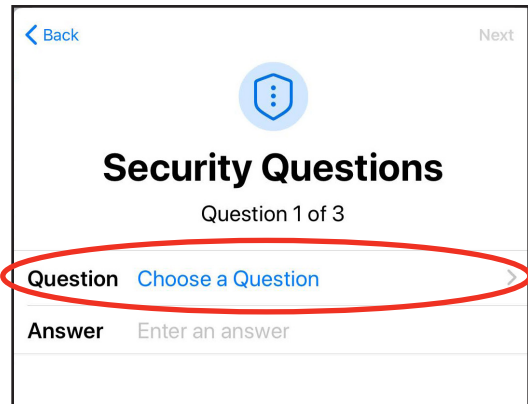 Back Next
Security Questions
Question 1 of 3
Question Choose a Question
Answer Enter an answer